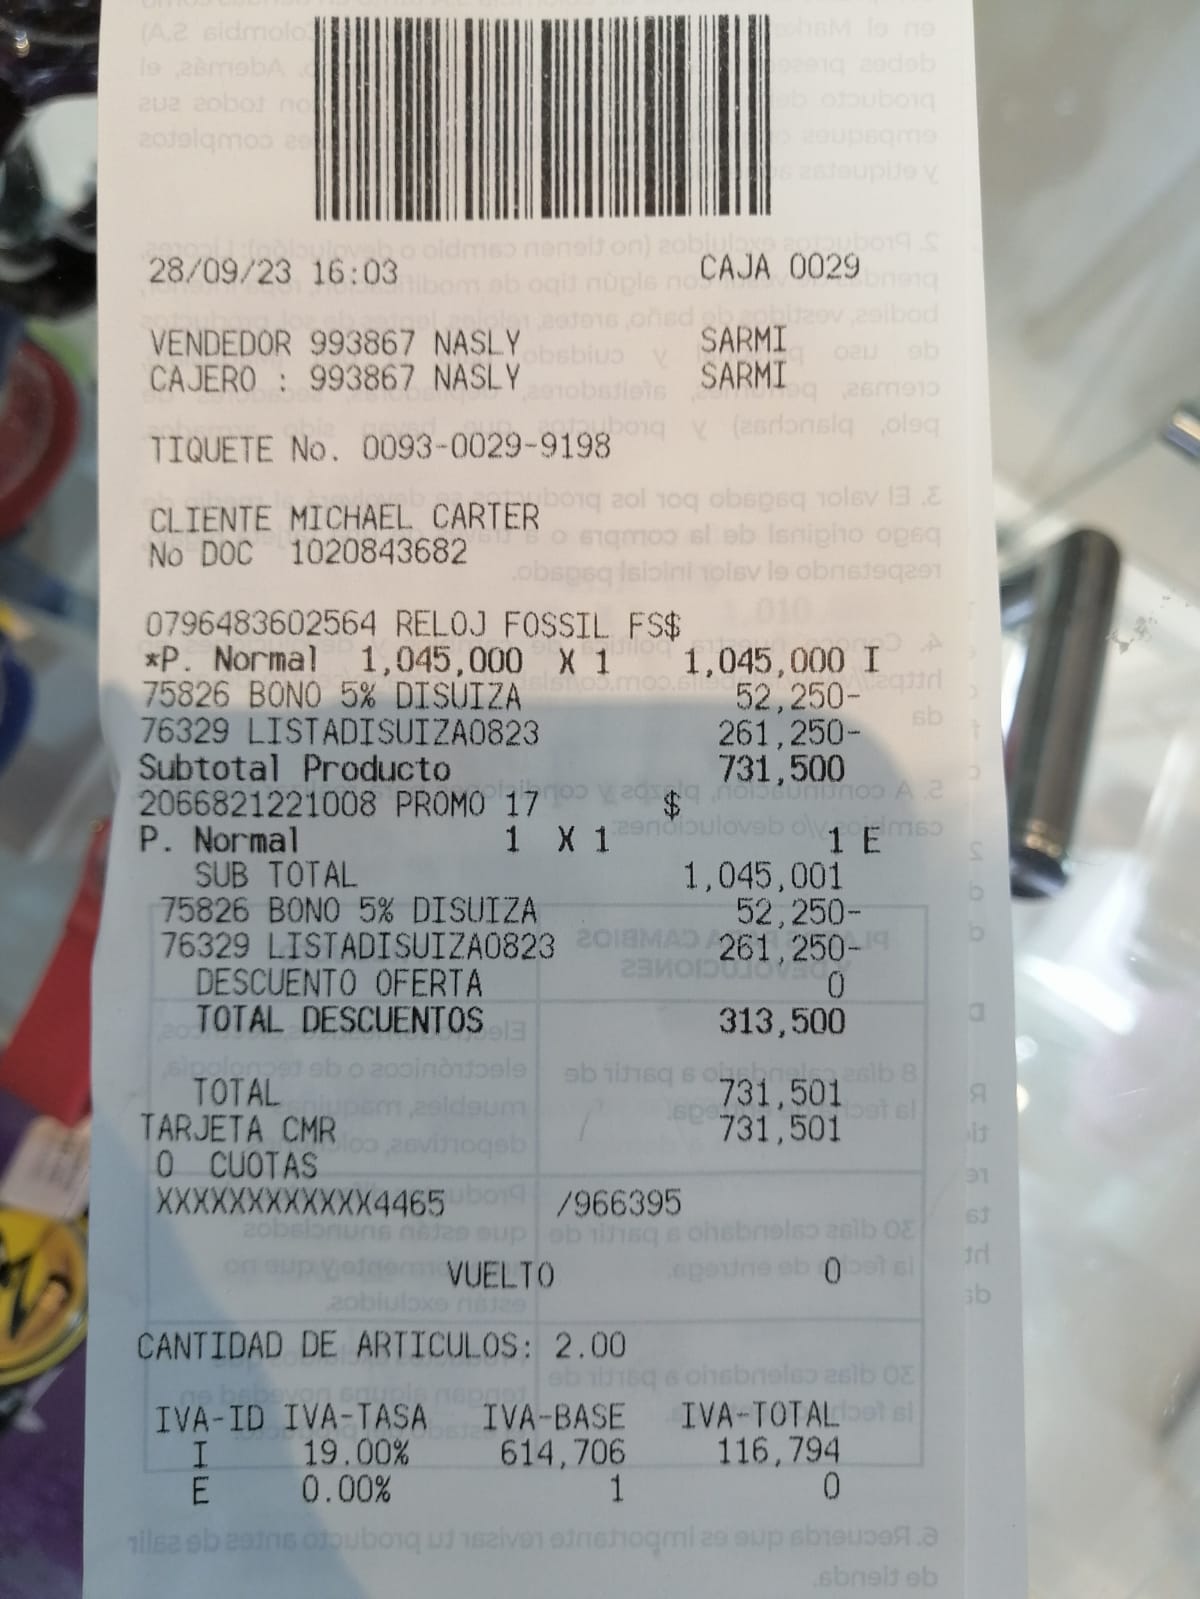 28/09/23 16:03 CAJA 0029
VENDEDOR 993867 NASLY SARMI
CAJERO : 993867 NASLY SARMI
TIQUETE No. 0093-0029-9198
CLIENTE MICHAEL CARTER
No DOC 1020843682
0796483602564 RELOJ FOSSIL FS$
*P. Normal 1,045,000 X 1 1,045,000 I
75826 BONO 5% DISUIZA 52,250-
76329 LISTADISUIZA0823 261,250-
Subtotal Producto 731,500
2066821221008 PROMO 17 $
P. Normal 1 X 1 1 E
SUB TOTAL 1,045,001
75826 BONO 5% DISUIZA 52,250-
76329 LISTADISUIZA0823 261,250-
DESCUENTO OFERTA 0
TOTAL DESCUENTOS 313,500
TOTAL 731,501
TARJETA CMR 731,501
0 CUOTAS
XXXXXXXXXXXX4465 /966395
VUELTO 0
CANTIDAD DE ARTICULOS: 2.00
IVA-ID IVA-TASA IVA-BASE IVA-TOTAL
I 19.00% 614,706 116,794
E 0.00% 1 0